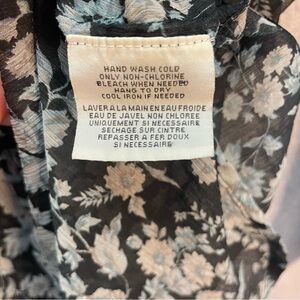 HAND WASH COLD
ONLY NON-CHLORINE
BLEACH WHEN NEEDED
HANG TO DRY
COOL IRON IF NEEDED
LAVER A LA MAIN EN EAU FROIDE
EAU DE JAVEL NON CHLOREE
UNIQUEMENT SI NECESSAIRE
SECHAGE SUR CINTRE
REPASSER A FER DOUX
SI NECESSAIRE